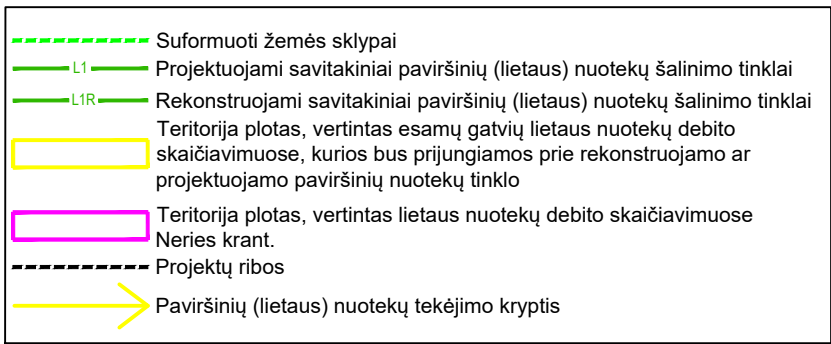 Suformuoti žemės sklypai
L1 Projektuojami savitakiniai paviršinių (lietaus) nuotekų šalinimo tinklai
L1R Rekonstruojami savitakiniai paviršinių (lietaus) nuotekų šalinimo tinklai
Teritorija plotas, vertintas esamų gatvių lietaus nuotekų debito
skaičiavimuose, kurios bus prijungiamos prie rekonstruojamo ar
projektuojamo paviršinių nuotekų tinklo
Teritorija plotas, vertintas lietaus nuotekų debito skaičiavimuose
Neries krant.
Projektų ribos
Paviršinių (lietaus) nuotekų tekėjimo kryptis